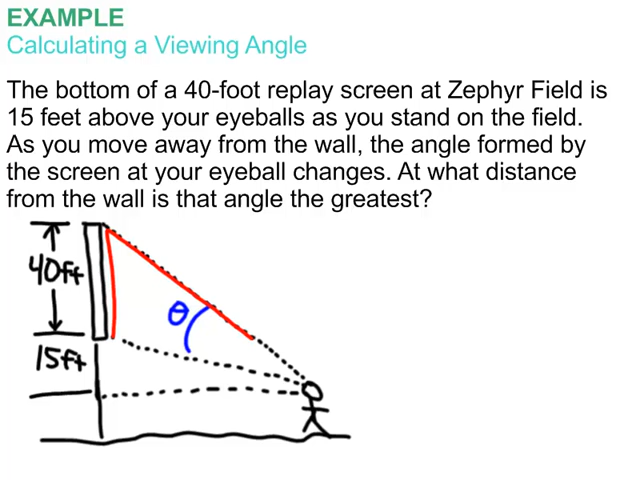 EXAMPLE
Calculating a Viewing Angle
The bottom of a 40-foot replay screen at Zephyr Field is
15 feet above your eyeballs as you stand on the field.
As you move away from the wall, the angle formed by
the screen at your eyeball changes. At what distance
from the wall is that angle the greatest?
40ft
θ
15ft